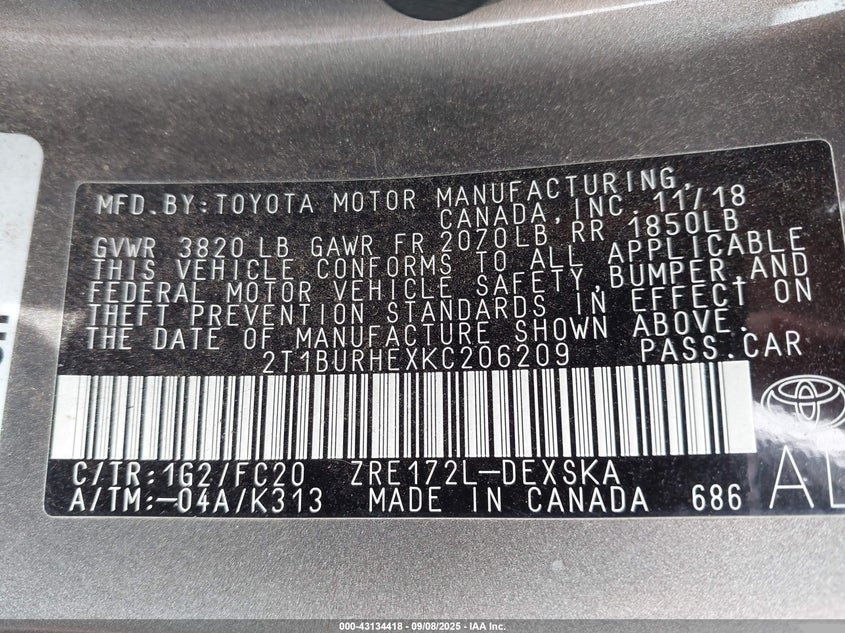 MFD.BY:TOYOTA MOTOR MANUFACTURING,
CANADA, INC. 11/18
GVWR 3820 LB GAWR FR 2070LB RR 1850LB
THIS VEHICLE CONFORMS TO ALL APPLICABLE
FEDERAL MOTOR VEHICLE SAFETY,BUMPER,AND
THEFT PREVENTION STANDARDS IN EFFECT ON
THE DATE OF MANUFACTURE SHOWN ABOVE.
2T1BURHEXKC206209 PASS.CAR
C/TR:1G2/FC20 ZRE172L-DEXSKA
A/TM:-04A/K313 MADE IN CANADA 686
AL
000-43134418 - 09/08/2025 - IAA Inc.